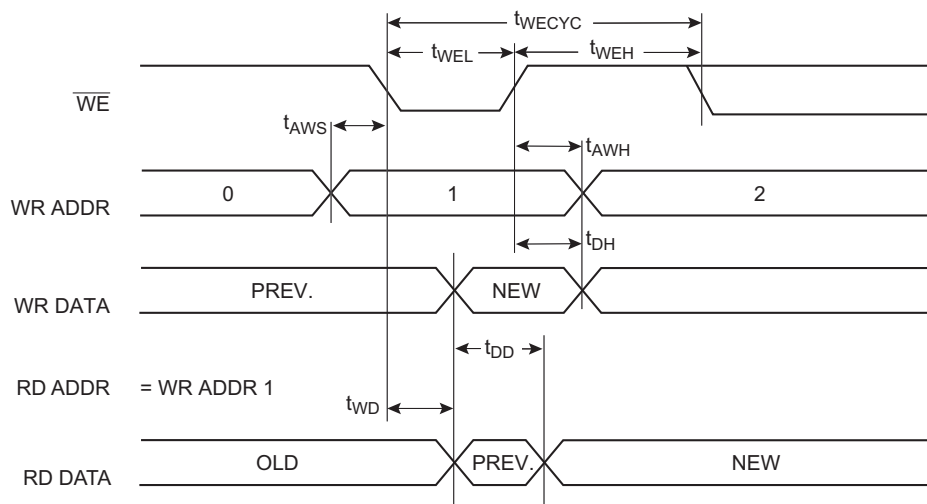 tWECYC
tWEL
tWEH
WE
tAWS
tAWH
WR ADDR
0
1
2
tDH
WR DATA
PREV.
NEW
tDD
RD ADDR
= WR ADDR 1
tWD
RD DATA
OLD
PREV.
NEW